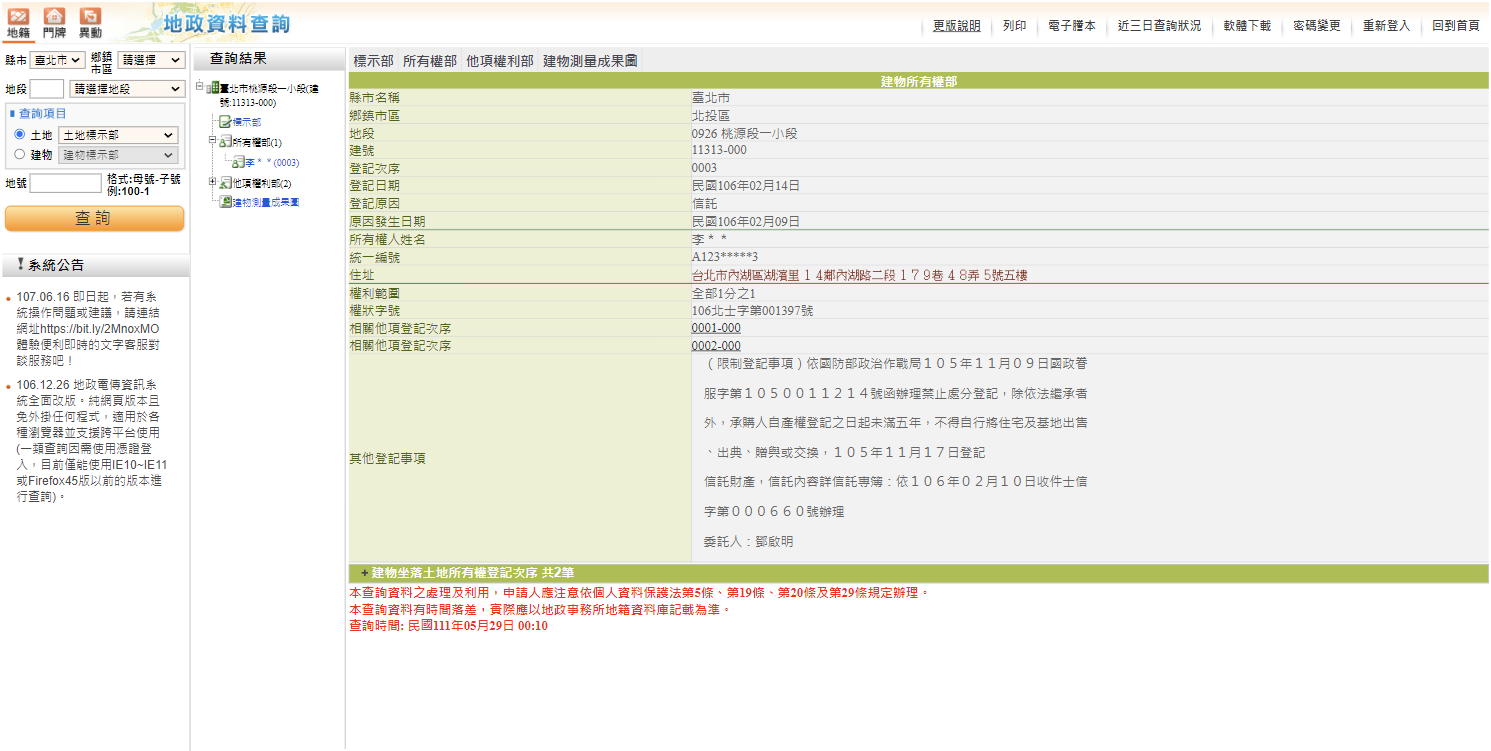 地籍 門牌 異動
地政資料查詢
更版說明 列印 電子謄本 近三日查詢狀況 軟體下載 密碼變更 重新登入 回到首頁
縣市 臺北市 鄉鎮市區 請選擇
地段 請選擇地段
查詢項目
土地 土地標示部
建物 建物標示部
地號 格式:母號-子號
例:100-1
查 詢
系統公告
107.06.16 即日起，若有系
統操作問題或建議，請連結
網址https://bit.ly/2MnoxMO
體驗便利即時的文字客服對
談服務吧！
106.12.26 地政電傳資訊系
統全面改版。純網頁版本且
免外掛任何程式，適用於各
種瀏覽器並支援跨平台使用
(一類查詢因需使用憑證登
入，目前僅能使用IE10~IE11
或Firefox45版以前的版本進
行查詢)。
查詢結果
臺北市桃源段一小段(建
號:11313-000)
標示部
所有權部(1)
李＊＊(0003)
他項權利部(2)
建物測量成果圖
標示部 所有權部 他項權利部 建物測量成果圖
建物所有權部
縣市名稱 臺北市
鄉鎮市區 北投區
地段 0926 桃源段一小段
建號 11313-000
登記次序 0003
登記日期 民國106年02月14日
登記原因 信託
原因發生日期 民國106年02月09日
所有權人姓名 李＊＊
統一編號 A123*****3
住址 台北市內湖區湖濱里１４鄰內湖路二段１７９巷４８弄５號五樓
權利範圍 全部1分之1
權狀字號 106北士字第001397號
相關他項登記次序 0001-000
相關他項登記次序 0002-000
其他登記事項
（限制登記事項）依國防部政治作戰局１０５年１１月０９日國政眷
服字第１０５００１１２１４號函辦理禁止處分登記，除依法繼承者
外，承購人自產權登記之日起未滿五年，不得自行將住宅及基地出售
、出典、贈與或交換，１０５年１１月１７日登記
信託財產，信託內容詳信託專簿：依１０６年０２月１０日收件士信
字第０００６６０號辦理
委託人：鄧啟明
+ 建物坐落土地所有權登記次序 共2筆
本查詢資料之處理及利用，申請人應注意依個人資料保護法第5條、第19條、第20條及第29條規定辦理。
本查詢資料有時間落差，實際應以地政事務所地籍資料庫記載為準。
查詢時間: 民國111年05月29日 00:10